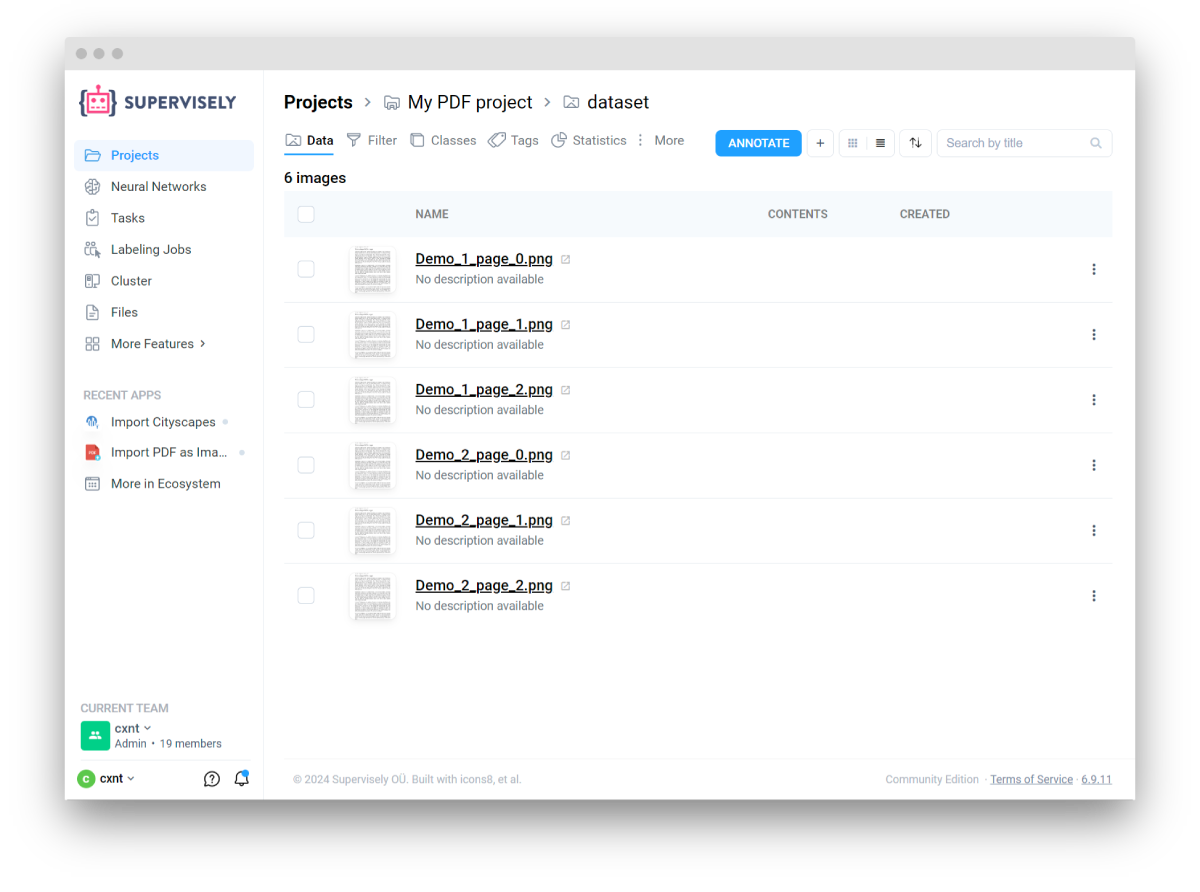 SUPERVISELY
Projects
Neural Networks
Tasks
Labeling Jobs
Cluster
Files
More Features
RECENT APPS
Import Cityscapes
Import PDF as Ima...
More in Ecosystem
CURRENT TEAM
cxnt
Admin • 19 members
c cxnt
Projects > My PDF project > dataset
Data Filter Classes Tags Statistics More ANNOTATE + Search by title
6 images
NAME CONTENTS CREATED
Demo_1_page_0.png
No description available
Demo_1_page_1.png
No description available
Demo_1_page_2.png
No description available
Demo_2_page_0.png
No description available
Demo_2_page_1.png
No description available
Demo_2_page_2.png
No description available
© 2024 Supervisely OÜ. Built with icons8, et al. Community Edition · Terms of Service · 6.9.11